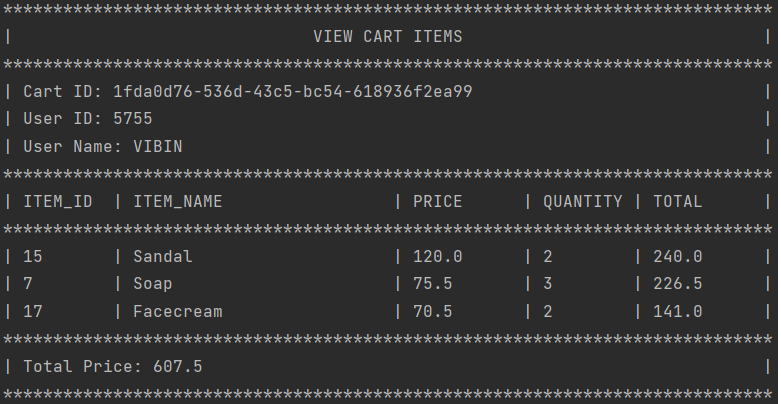 *****************************************************************************
| VIEW CART ITEMS |
*****************************************************************************
| Cart ID: 1fda0d76-536d-43c5-bc54-618936f2ea99 |
| User ID: 5755 |
| User Name: VIBIN |
*****************************************************************************
| ITEM_ID | ITEM_NAME | PRICE | QUANTITY | TOTAL |
*****************************************************************************
| 15 | Sandal | 120.0 | 2 | 240.0 |
| 7 | Soap | 75.5 | 3 | 226.5 |
| 17 | Facecream | 70.5 | 2 | 141.0 |
*****************************************************************************
| Total Price: 607.5 |
*****************************************************************************